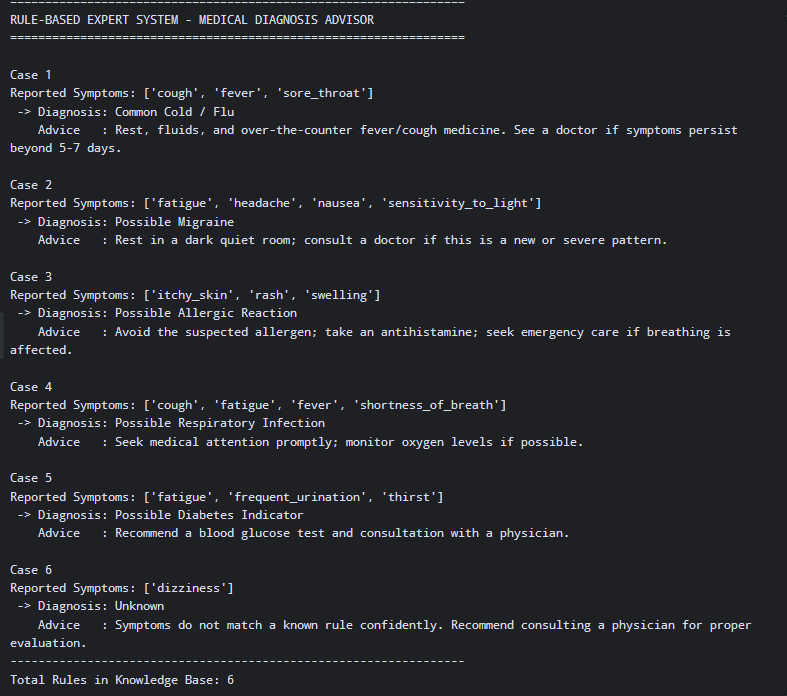 =================================================================
RULE-BASED EXPERT SYSTEM - MEDICAL DIAGNOSIS ADVISOR
=================================================================
Case 1
Reported Symptoms: ['cough', 'fever', 'sore_throat']
-> Diagnosis: Common Cold / Flu
Advice   : Rest, fluids, and over-the-counter fever/cough medicine. See a doctor if symptoms persist
beyond 5-7 days.
Case 2
Reported Symptoms: ['fatigue', 'headache', 'nausea', 'sensitivity_to_light']
-> Diagnosis: Possible Migraine
Advice   : Rest in a dark quiet room; consult a doctor if this is a new or severe pattern.
Case 3
Reported Symptoms: ['itchy_skin', 'rash', 'swelling']
-> Diagnosis: Possible Allergic Reaction
Advice   : Avoid the suspected allergen; take an antihistamine; seek emergency care if breathing is
affected.
Case 4
Reported Symptoms: ['cough', 'fatigue', 'fever', 'shortness_of_breath']
-> Diagnosis: Possible Respiratory Infection
Advice   : Seek medical attention promptly; monitor oxygen levels if possible.
Case 5
Reported Symptoms: ['fatigue', 'frequent_urination', 'thirst']
-> Diagnosis: Possible Diabetes Indicator
Advice   : Recommend a blood glucose test and consultation with a physician.
Case 6
Reported Symptoms: ['dizziness']
-> Diagnosis: Unknown
Advice   : Symptoms do not match a known rule confidently. Recommend consulting a physician for proper
evaluation.
-----------------------------------------------------------------
Total Rules in Knowledge Base: 6